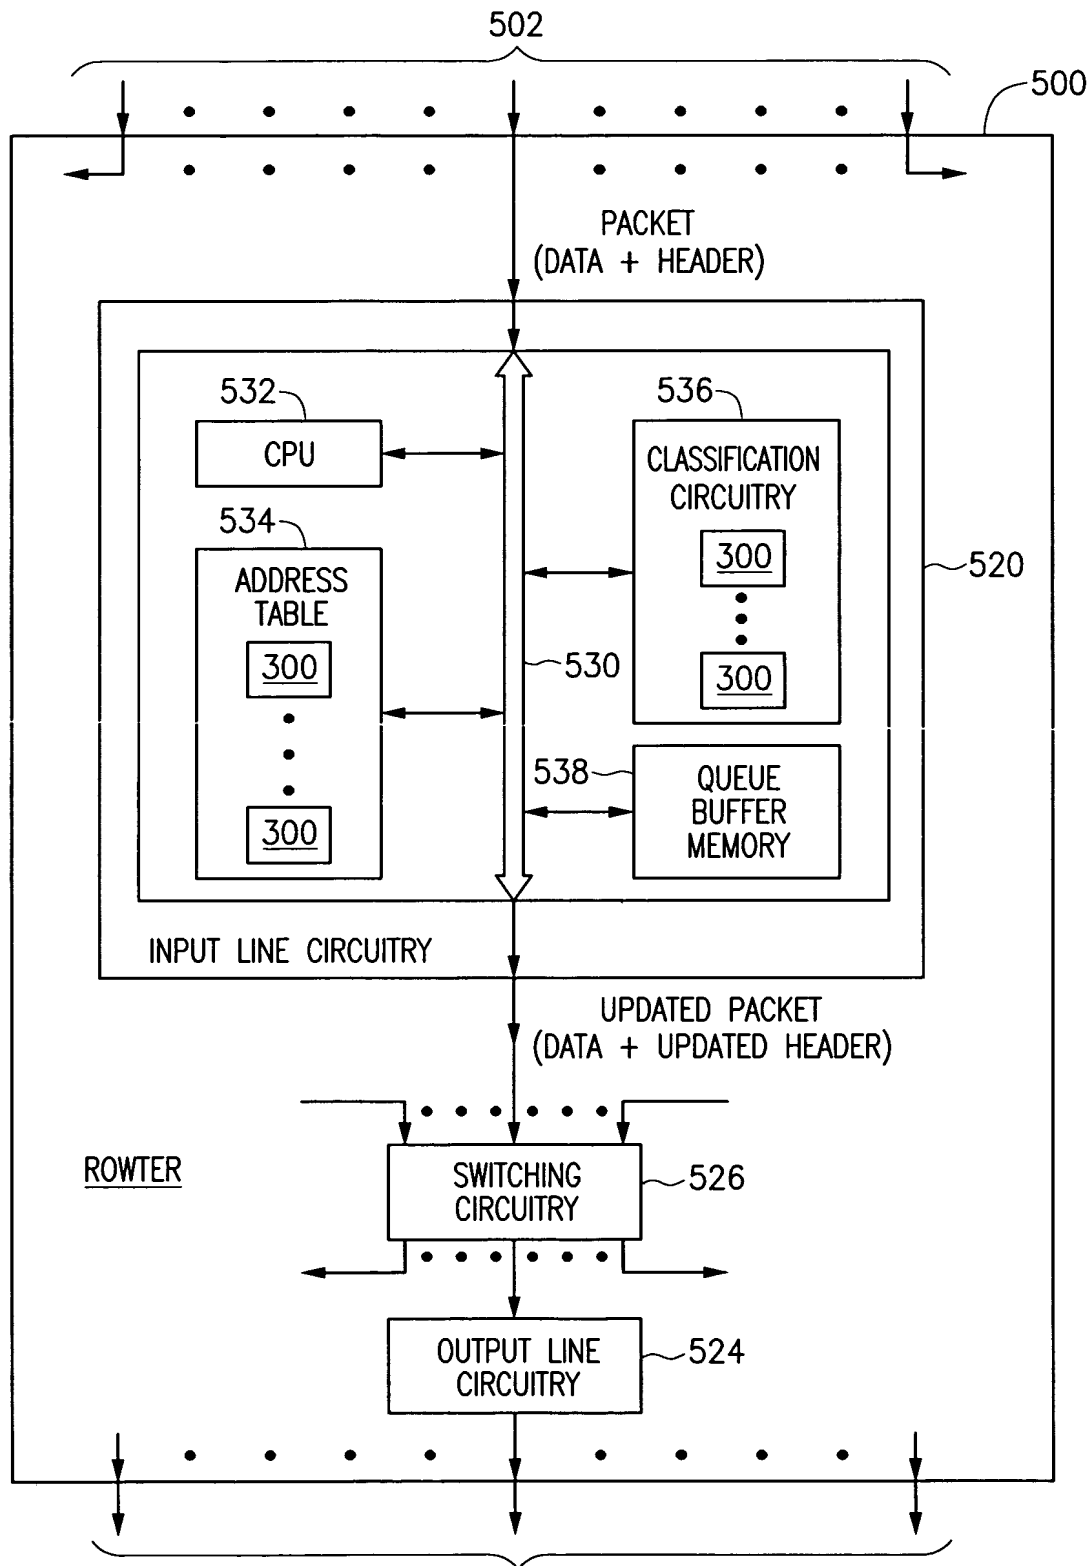 502
500
PACKET
(DATA + HEADER)
532
CPU
534
ADDRESS
TABLE
300
300
536
CLASSIFICATION
CIRCUITRY
300
300
520
530
538
QUEUE
BUFFER
MEMORY
INPUT LINE CIRCUITRY
UPDATED PACKET
(DATA + UPDATED HEADER)
ROWTER
SWITCHING
CIRCUITRY
526
OUTPUT LINE
CIRCUITRY
524